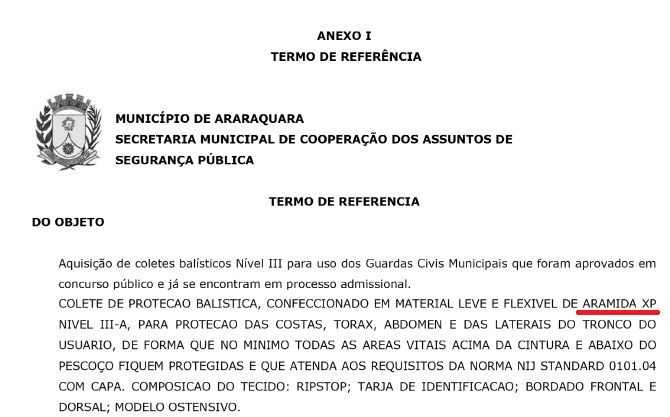 ANEXO I
TERMO DE REFERÊNCIA
MUNICÍPIO DE ARARAQUARA
SECRETARIA MUNICIPAL DE COOPERAÇÃO DOS ASSUNTOS DE
SEGURANÇA PÚBLICA
TERMO DE REFERENCIA
DO OBJETO
Aquisição de coletes balísticos Nível III para uso dos Guardas Civis Municipais que foram aprovados em
concurso público e já se encontram em processo admissional.
COLETE DE PROTECAO BALISTICA, CONFECCIONADO EM MATERIAL LEVE E FLEXIVEL DE ARAMIDA XP
NIVEL III-A, PARA PROTECAO DAS COSTAS, TORAX, ABDOMEN E DAS LATERAIS DO TRONCO DO
USUARIO, DE FORMA QUE NO MINIMO TODAS AS AREAS VITAIS ACIMA DA CINTURA E ABAIXO DO
PESCOÇO FIQUEM PROTEGIDAS E QUE ATENDA AOS REQUISITOS DA NORMA NIJ STANDARD 0101.04
COM CAPA. COMPOSICAO DO TECIDO: RIPSTOP; TARJA DE IDENTIFICACAO; BORDADO FRONTAL E
DORSAL; MODELO OSTENSIVO.